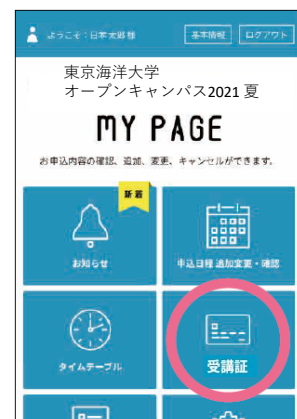 ようこそ：日本太郎 様
基本情報
ログアウト
東京海洋大学
オープンキャンパス2021 夏
MY PAGE
お申込内容の確認、追加、変更、キャンセルができます。
新着
お知らせ
申込日程 追加変更・確認
タイムテーブル
受講証